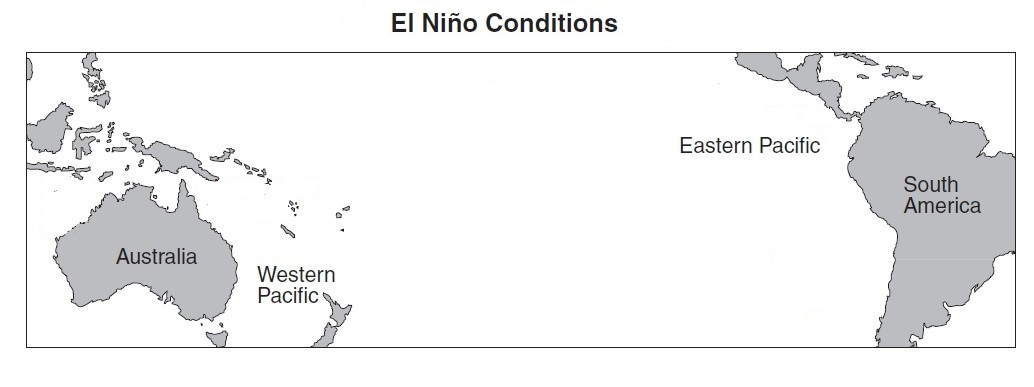 El Niño Conditions
Eastern Pacific
South
America
Australia
Western
Pacific